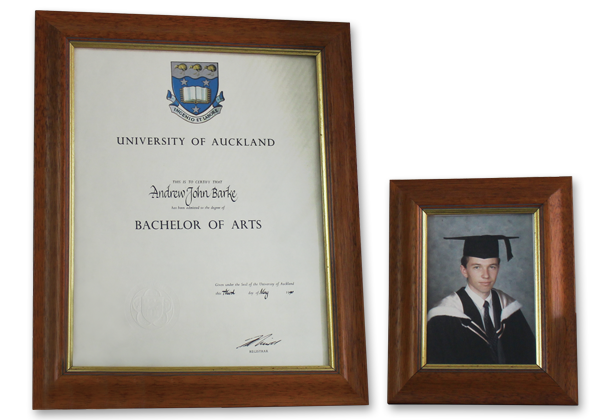 INGENIO ET LABORE
UNIVERSITY OF AUCKLAND
THIS IS TO CERTIFY THAT
Andrew John Barke
has been admitted to the degree of
BACHELOR OF ARTS
Given under the seal of the University of Auckland
this third day of May
REGISTRAR